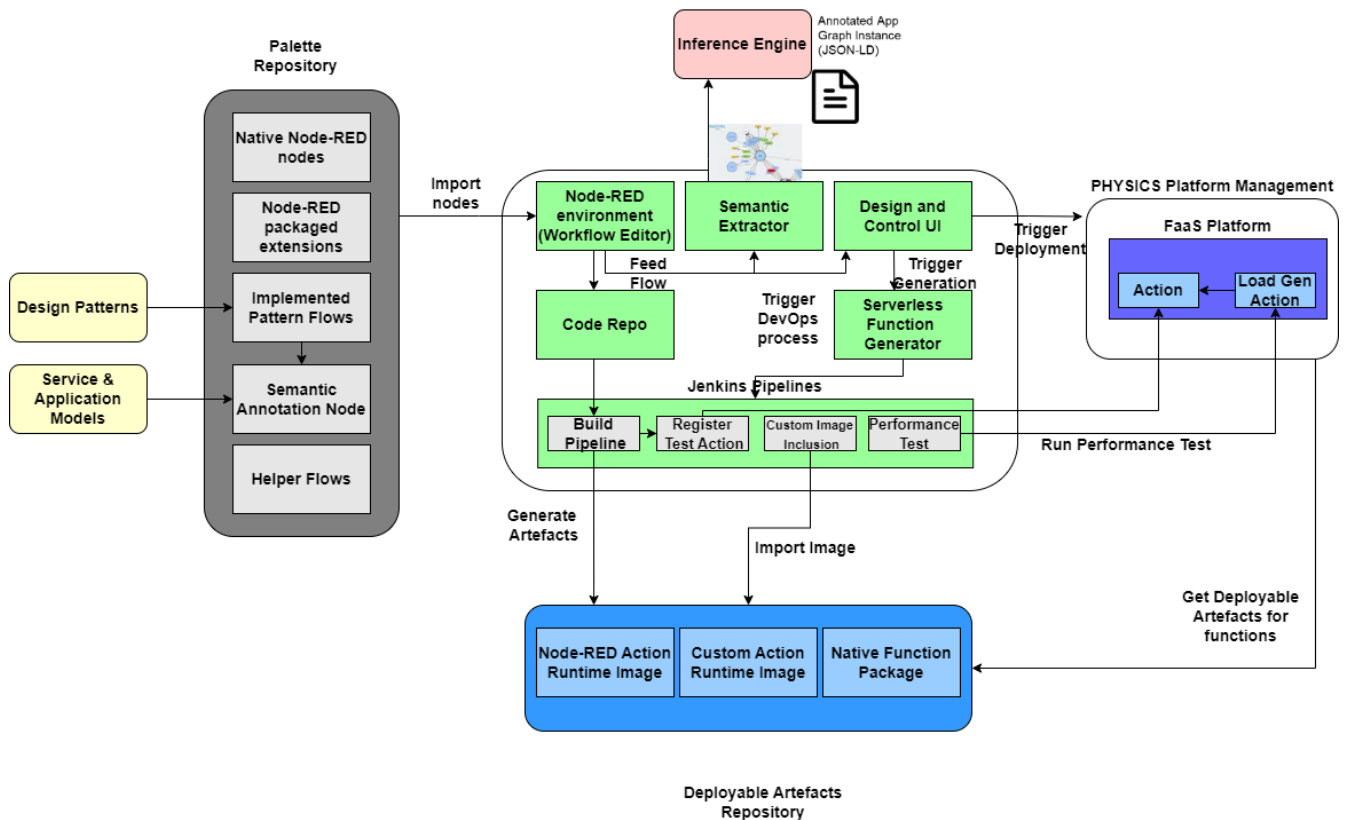 Inference Engine
Annotated App
Graph Instance
(JSON-LD)
Palette
Repository
Native Node-RED
nodes
Node-RED
packaged
extensions
Implemented
Pattern Flows
Semantic
Annotation Node
Helper Flows
Design Patterns
Service &
Application
Models
Import
nodes
Node-RED
environment
(Workflow Editor)
Semantic
Extractor
Design and
Control UI
Feed
Flow
Trigger
Generation
Trigger
DevOps
process
Code Repo
Serverless
Function
Generator
Jenkins Pipelines
Build
Pipeline
Register
Test Action
Custom Image
Inclusion
Performance
Test
Trigger
Deployment
PHYSICS Platform Management
FaaS Platform
Action
Load Gen
Action
Run Performance Test
Generate
Artefacts
Import Image
Get Deployable
Artefacts for
functions
Node-RED Action
Runtime Image
Custom Action
Runtime Image
Native Function
Package
Deployable Artefacts
Repository